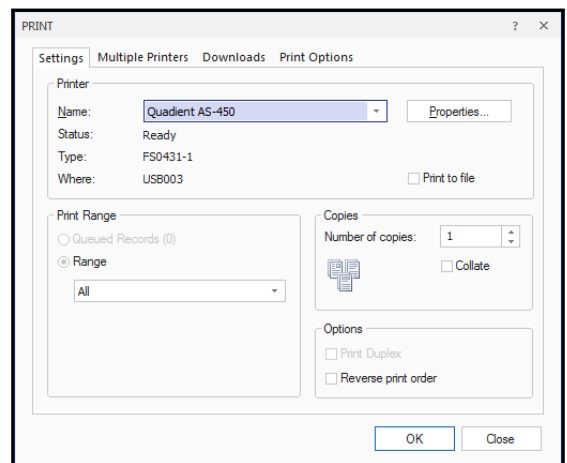 PRINT ? ×
Settings Multiple Printers Downloads Print Options
Printer
Name: Quadient AS-450 Properties...
Status: Ready
Type: FS0431-1
Where: USB003 Print to file
Print Range
Queued Records (0)
Range
All
Copies
Number of copies: 1
Collate
Options
Print Duplex
Reverse print order
OK Close